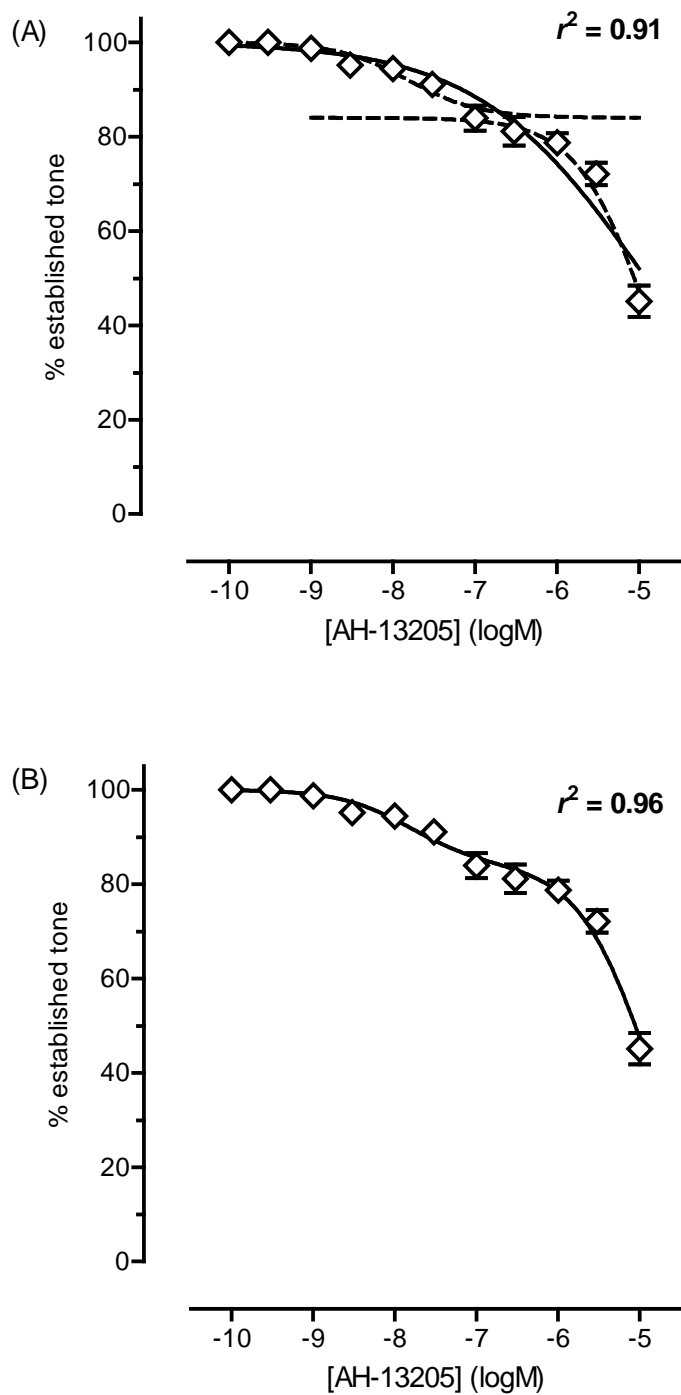 (A)
r² = 0.91
100
80
60
40
20
0
% established tone
-10 -9 -8 -7 -6 -5
[AH-13205] (logM)
(B)
r² = 0.96
100
80
60
40
20
0
% established tone
-10 -9 -8 -7 -6 -5
[AH-13205] (logM)